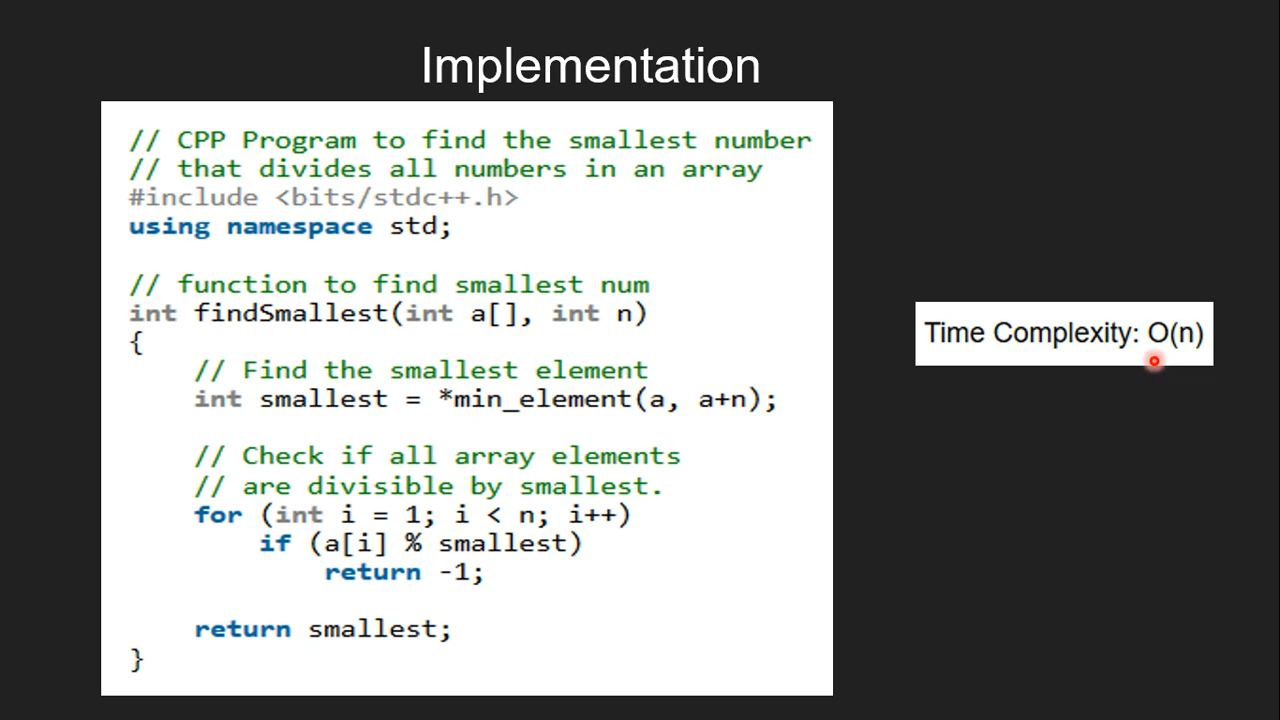 Implementation
// CPP Program to find the smallest number
// that divides all numbers in an array
#include <bits/stdc++.h>
using namespace std;
// function to find smallest num
int findSmallest(int a[], int n)
{
// Find the smallest element
int smallest = *min_element(a, a+n);
// Check if all array elements
// are divisible by smallest.
for (int i = 1; i < n; i++)
if (a[i] % smallest)
return -1;
return smallest;
}
Time Complexity: O(n)